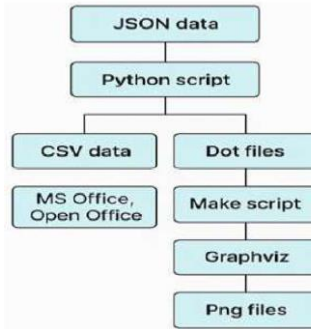 JSON data
Python script
CSV data
Dot files
MS Office,
Open Office
Make script
Graphviz
Png files